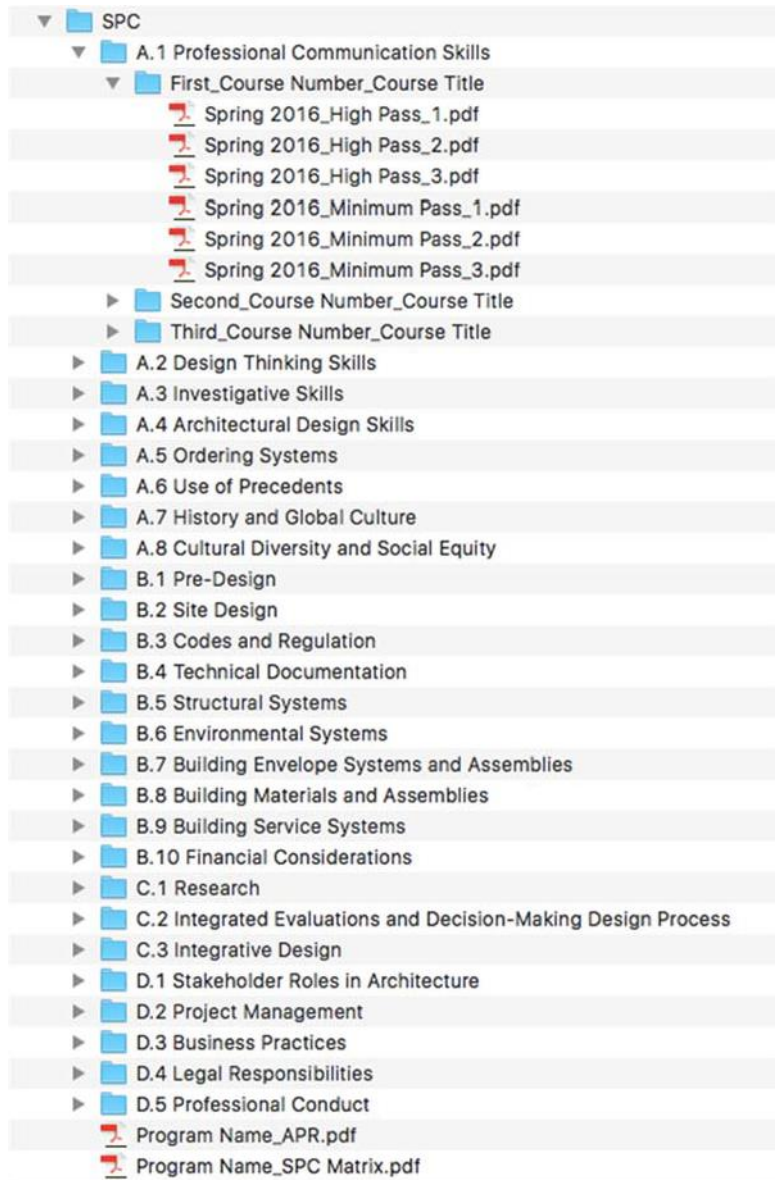 SPC
A.1 Professional Communication Skills
First_Course Number_Course Title
Spring 2016_High Pass_1.pdf
Spring 2016_High Pass_2.pdf
Spring 2016_High Pass_3.pdf
Spring 2016_Minimum Pass_1.pdf
Spring 2016_Minimum Pass_2.pdf
Spring 2016_Minimum Pass_3.pdf
Second_Course Number_Course Title
Third_Course Number_Course Title
A.2 Design Thinking Skills
A.3 Investigative Skills
A.4 Architectural Design Skills
A.5 Ordering Systems
A.6 Use of Precedents
A.7 History and Global Culture
A.8 Cultural Diversity and Social Equity
B.1 Pre-Design
B.2 Site Design
B.3 Codes and Regulation
B.4 Technical Documentation
B.5 Structural Systems
B.6 Environmental Systems
B.7 Building Envelope Systems and Assemblies
B.8 Building Materials and Assemblies
B.9 Building Service Systems
B.10 Financial Considerations
C.1 Research
C.2 Integrated Evaluations and Decision-Making Design Process
C.3 Integrative Design
D.1 Stakeholder Roles in Architecture
D.2 Project Management
D.3 Business Practices
D.4 Legal Responsibilities
D.5 Professional Conduct
Program Name_APR.pdf
Program Name_SPC Matrix.pdf